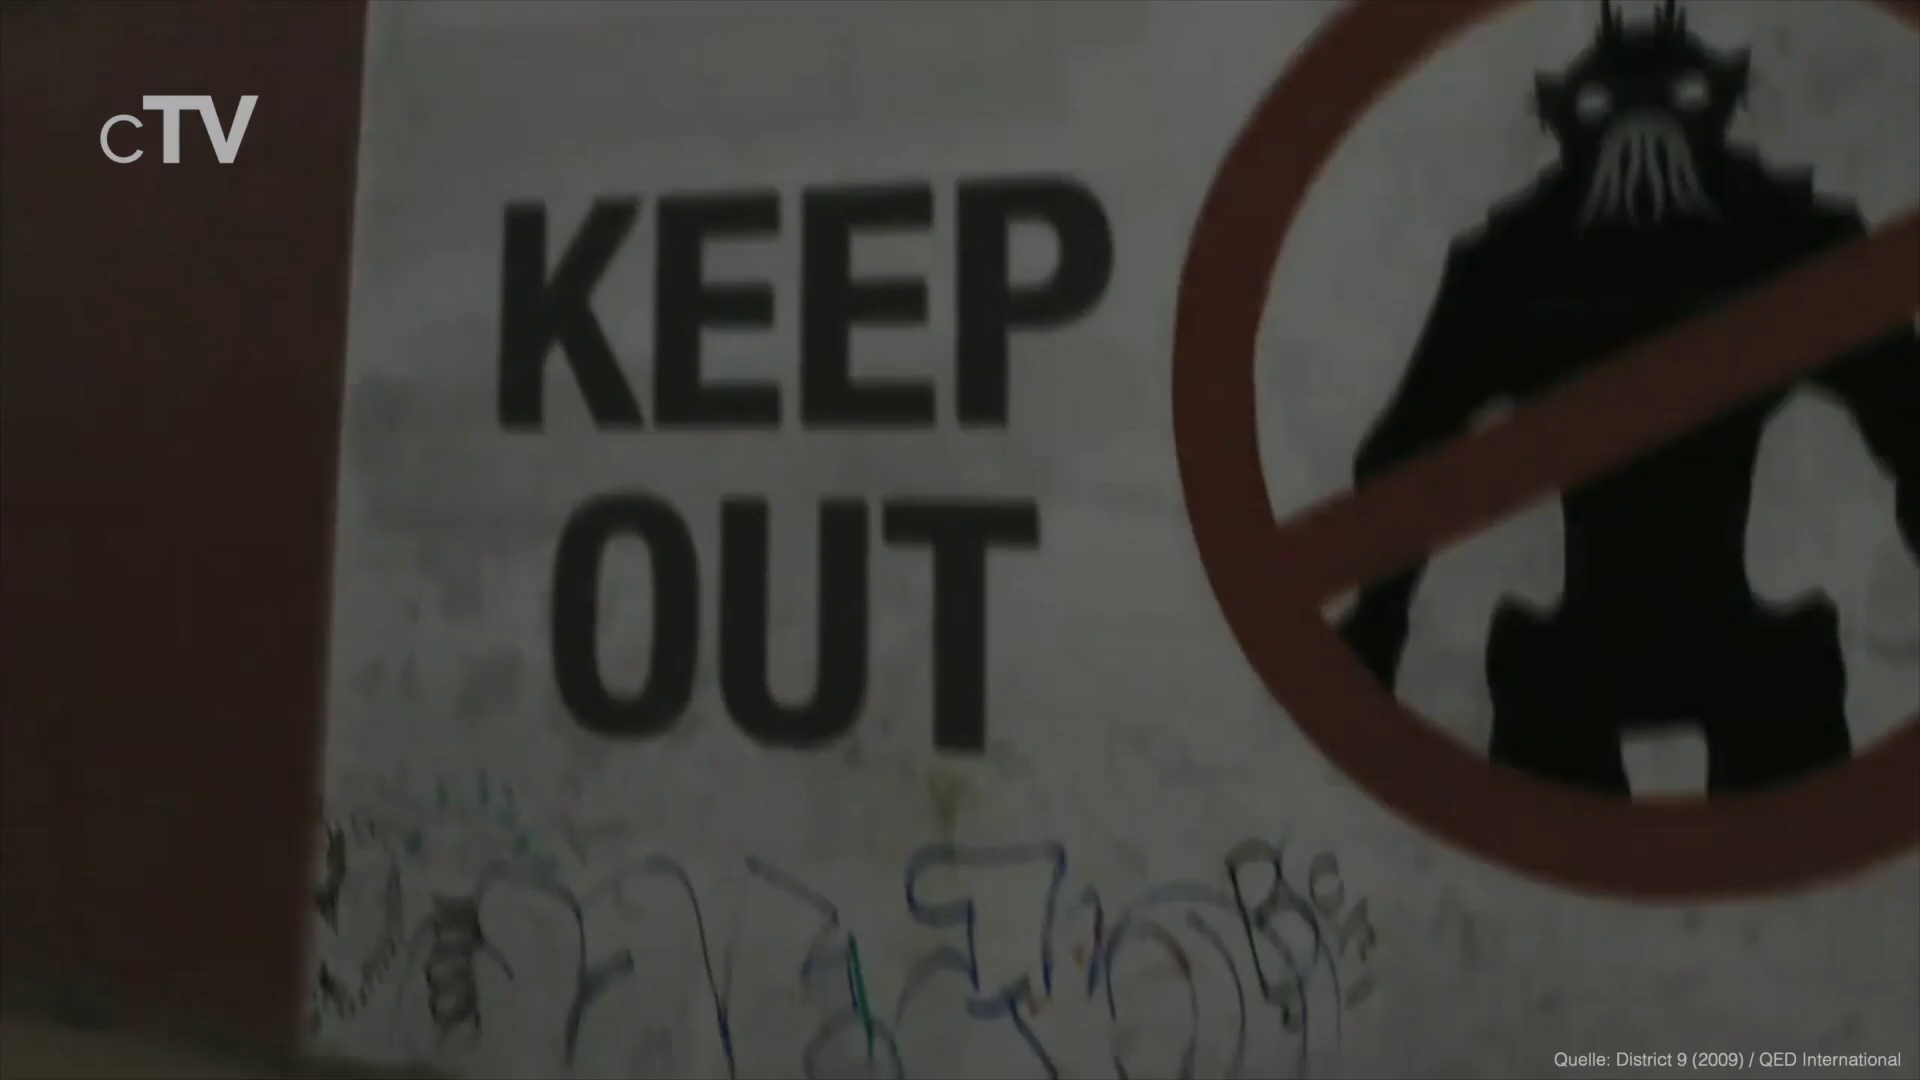 cTV
KEEP
OUT
Quelle: District 9 (2009) / QED International